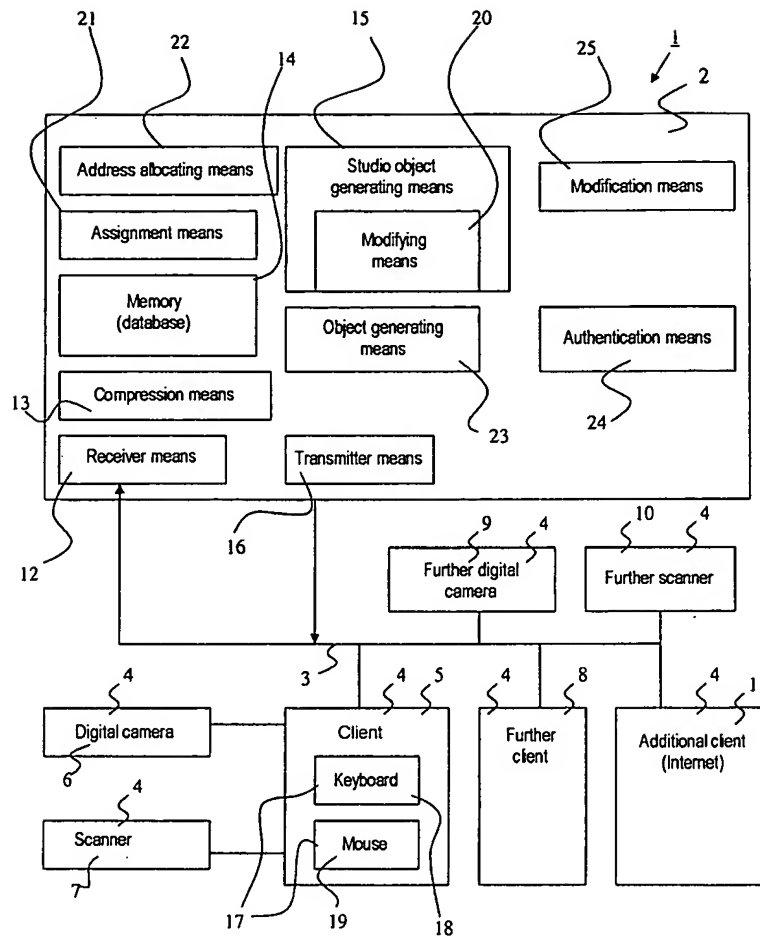 21
22
14
15
20
25
1
2
Address allocating means
Studio object
generating means
Modification means
Assignment means
Modifying
means
Memory
(database)
Object generating
means
Authentication means
Compression means
13
23
24
Receiver means
Transmitter means
12
16
9
4
10
4
Further digital
camera
Further scanner
3
4
4
5
4
8
4
1
Digital camera
6
Client
Further
client
Additional client
(Internet)
Keyboard
4
Scanner
7
Mouse
17
19
18